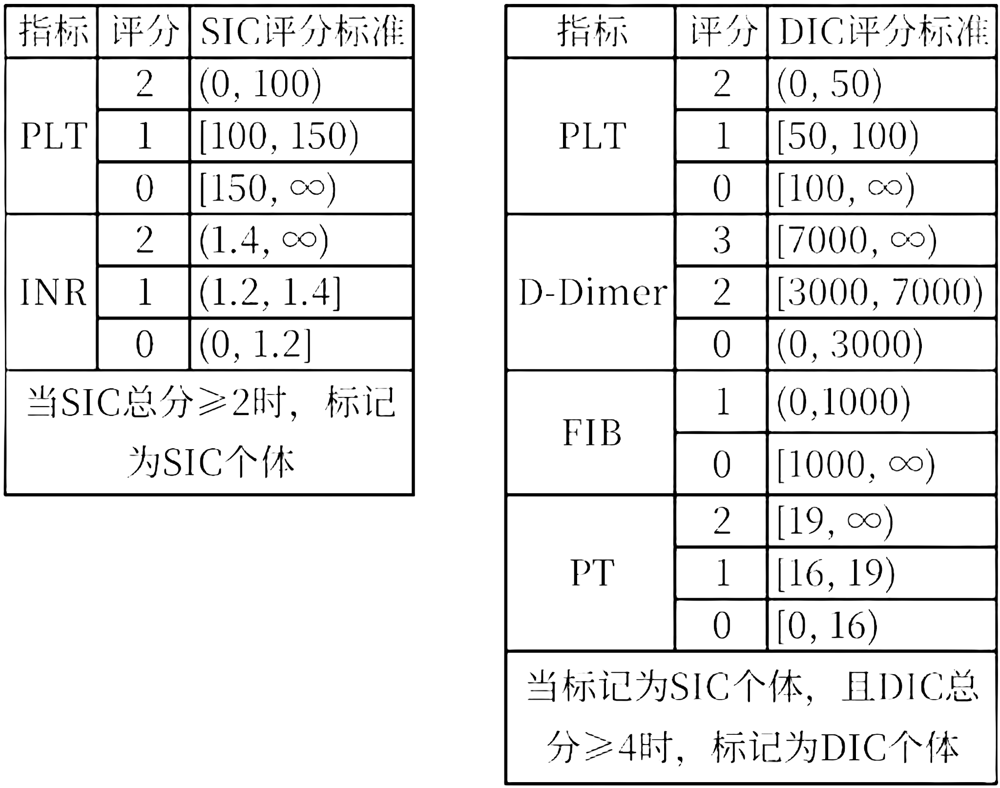 指标 评分 SIC评分标准
PLT 2 (0, 100)
1 [100, 150)
0 [150, ∞)
INR 2 (1.4, ∞)
1 (1.2, 1.4]
0 (0, 1.2]
当SIC总分⩾2时，标记
为SIC个体
指标 评分 DIC评分标准
PLT 2 (0, 50)
1 [50, 100)
0 [100, ∞)
D-Dimer 3 [7000, ∞)
2 [3000, 7000)
0 (0, 3000)
FIB 1 (0,1000)
0 [1000, ∞)
PT 2 [19, ∞)
1 [16, 19)
0 [0, 16)
当标记为SIC个体，且DIC总
分⩾4时，标记为DIC个体